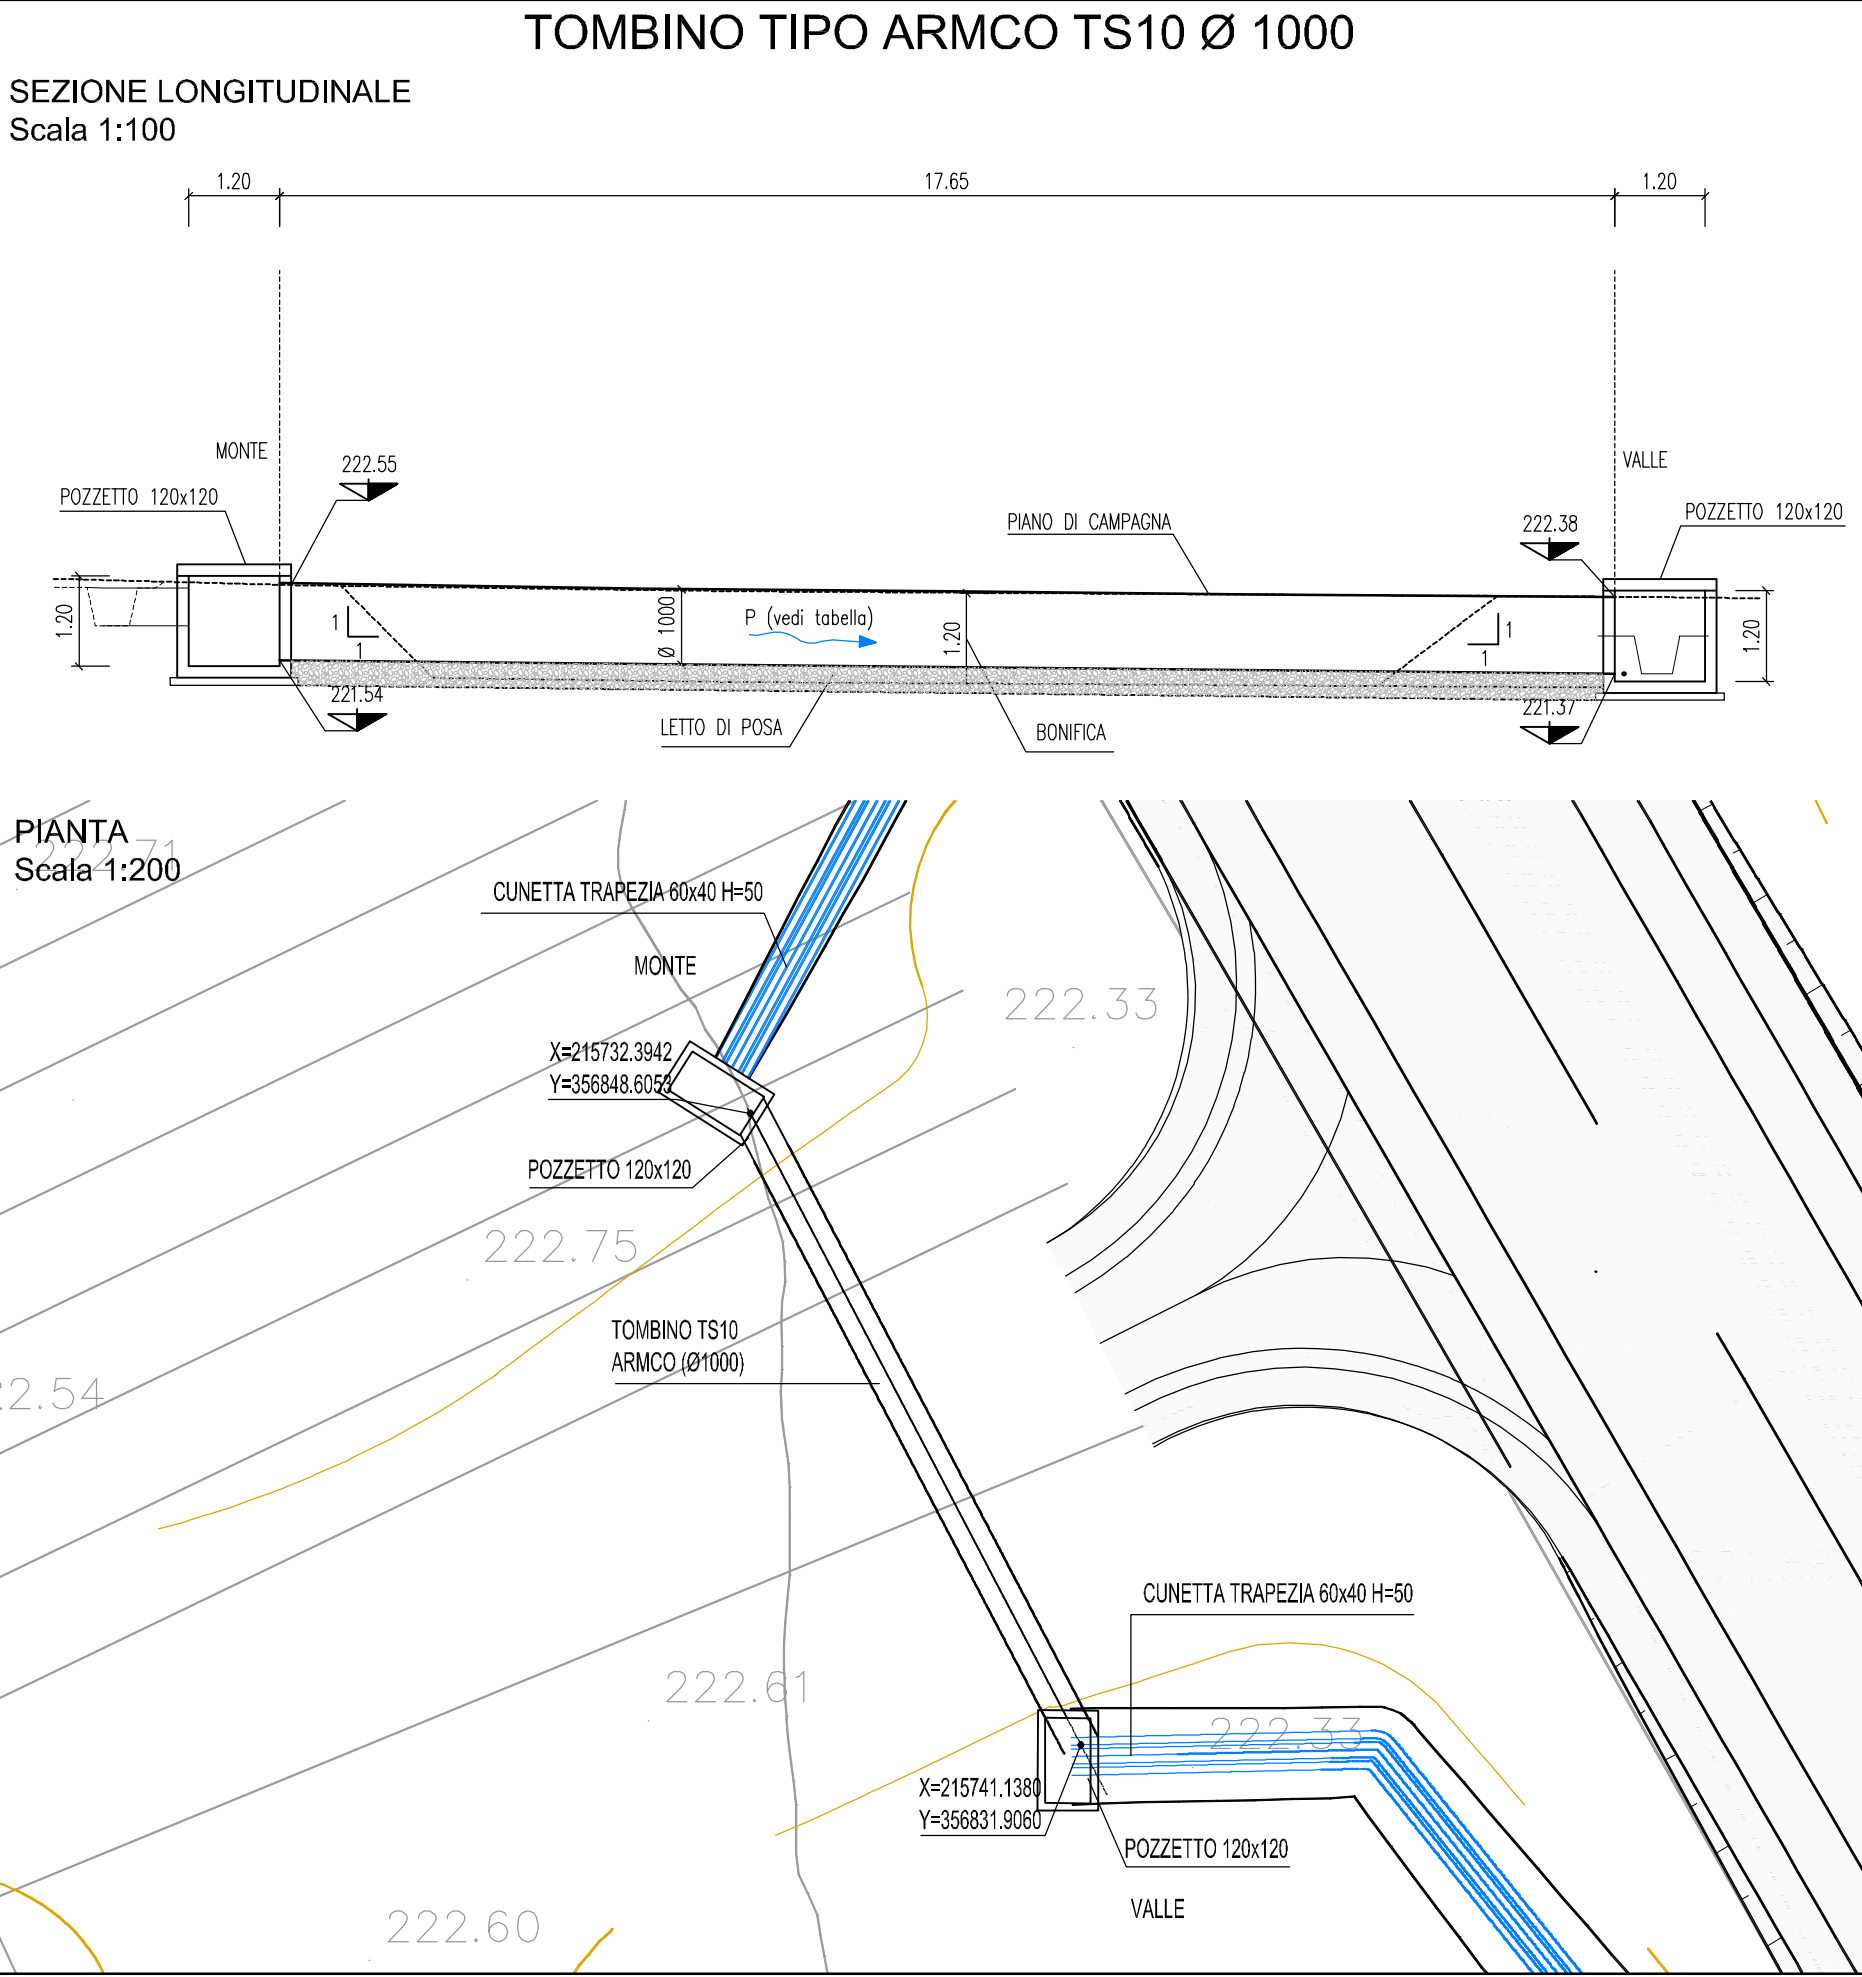 TOMBINO TIPO ARMCO TS10 Ø 1000
SEZIONE LONGITUDINALE
Scala 1:100
1.20
17.65
1.20
MONTE
222.55
POZZETTO 120x120
VALLE
PIANO DI CAMPAGNA
222.38
POZZETTO 120x120
1.20
1
1
Ø 1000
P (vedi tabella)
1.20
1
1
1.20
221.54
LETTO DI POSA
BONIFICA
221.37
PIANTA
222.71
Scala 1:200
CUNETTA TRAPEZIA 60x40 H=50
MONTE
222.33
X=215732.3942
Y=356848.6053
POZZETTO 120x120
222.75
TOMBINO TS10
ARMCO (Ø1000)
22.54
CUNETTA TRAPEZIA 60x40 H=50
222.61
222.33
X=215741.1380
Y=356831.9060
POZZETTO 120x120
VALLE
222.60